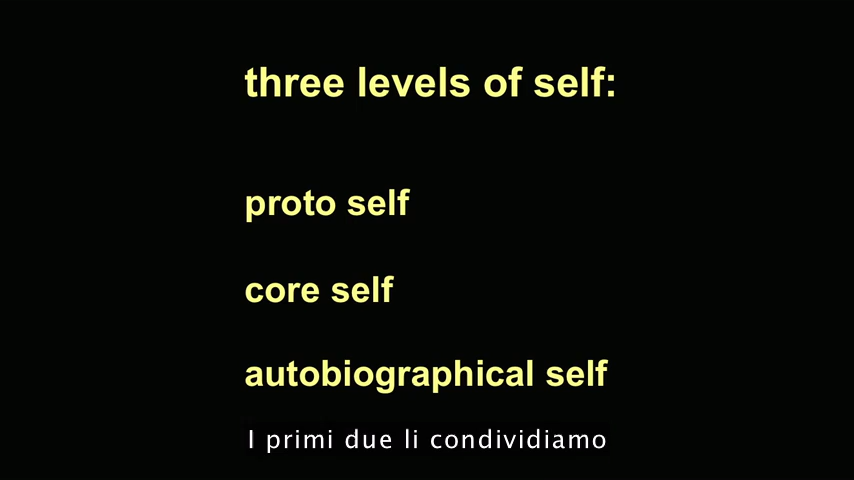 three levels of self:
proto self
core self
autobiographical self
I primi due li condividiamo